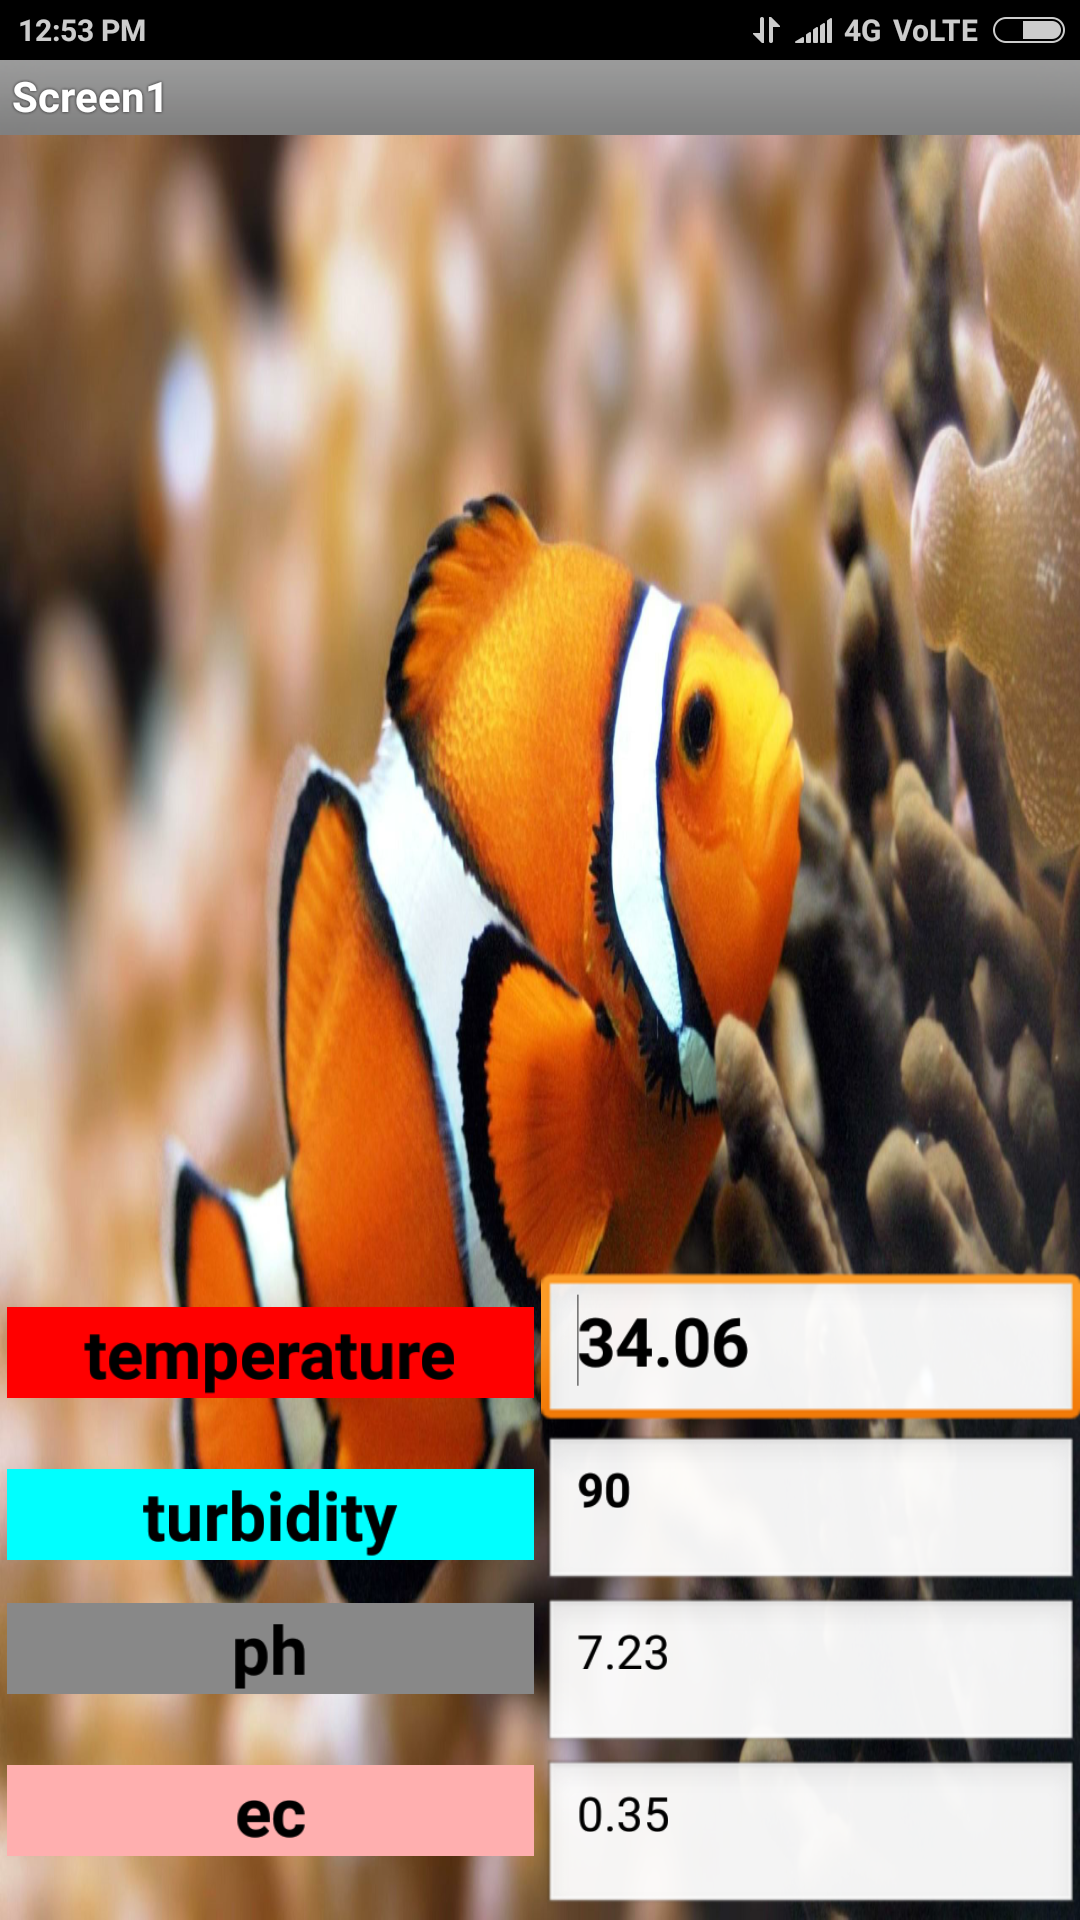 12:53 PM 4G VoLTE
Screen1
temperature 34.06
turbidity 90
ph 7.23
ec 0.35